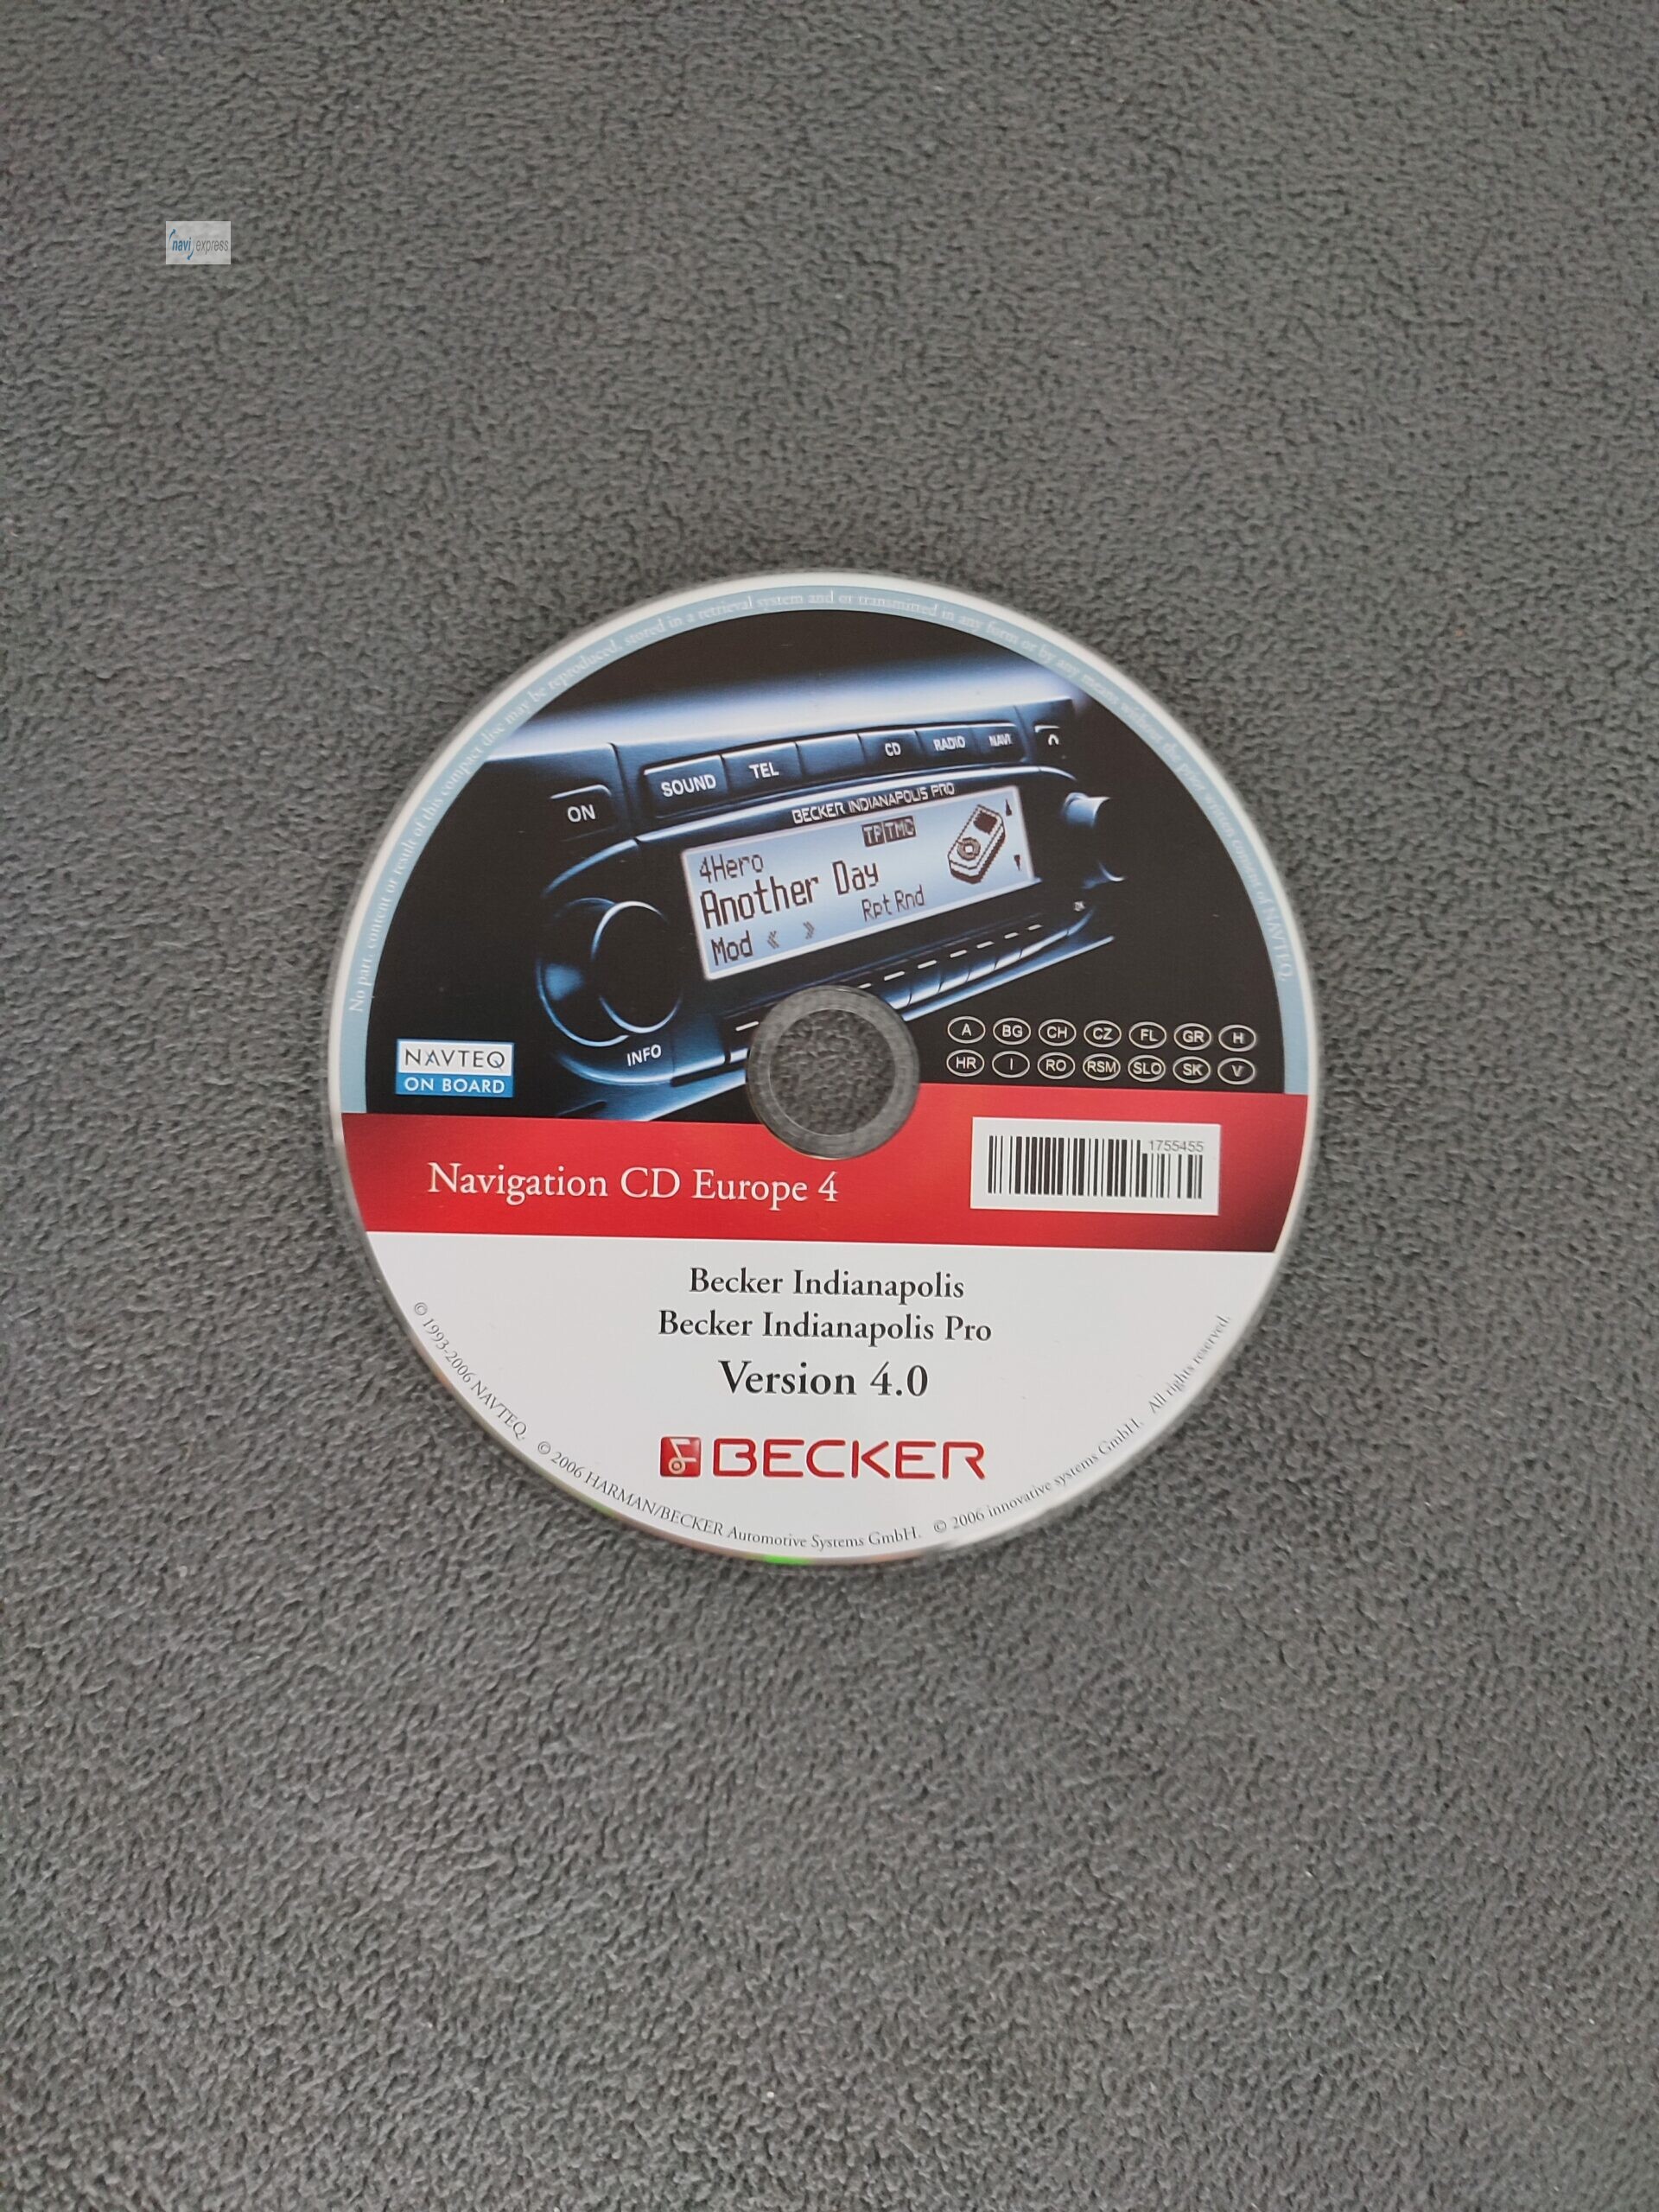 navi express
No part, content or result of this compact disc may be reproduced, stored in a retrieval system and or transmitted in any form or by any means without the prior written consent of NAVTEQ.
ON
SOUND
TEL
CD
RADIO
NAVI
BECKER INDIANAPOLIS PRO
TP TMC
4Hero
Another Day
Rpt Rnd
Mod
OK
INFO
NAVTEQ
ON BOARD
A BG CH CZ FL GR H
HR I RO RSM SLO SK V
1755455
Navigation CD Europe 4
Becker Indianapolis
Becker Indianapolis Pro
Version 4.0
BECKER
© 1993-2006 NAVTEQ. © 2006 HARMAN/BECKER Automotive Systems GmbH. © 2006 innovative systems GmbH. All rights reserved.